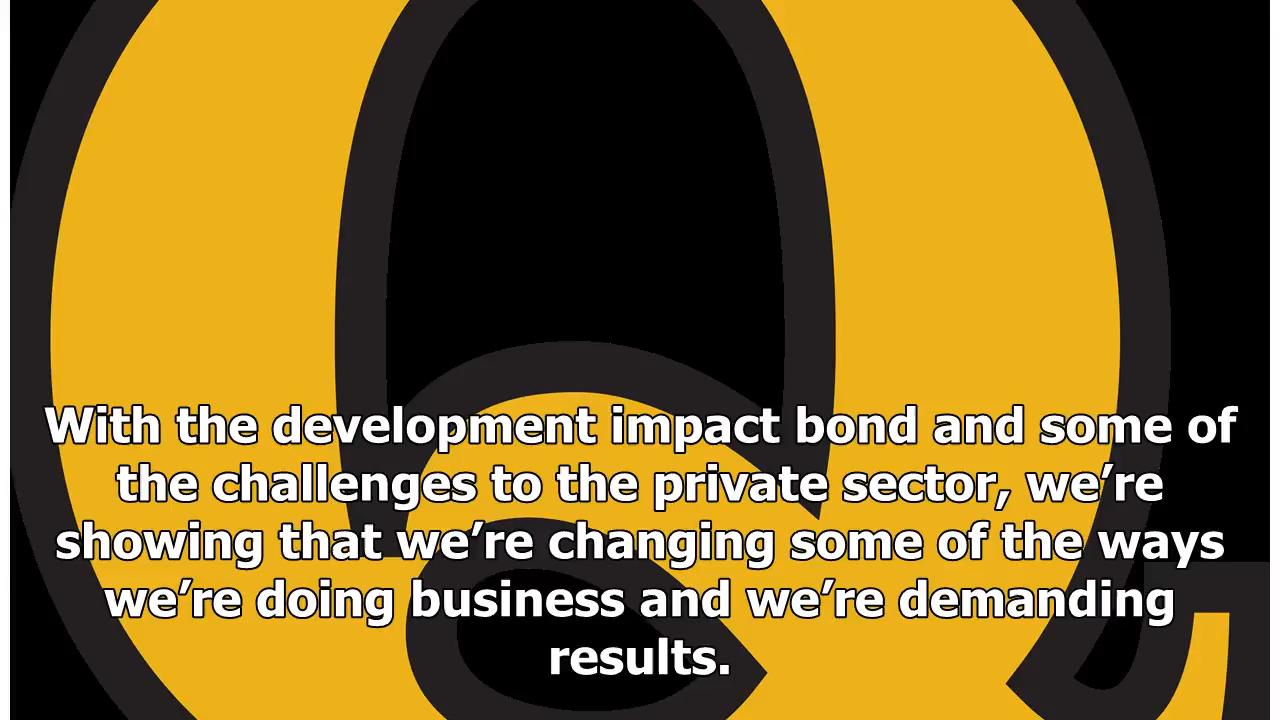 With the development impact bond and some of
the challenges to the private sector, we’re
showing that we’re changing some of the ways
we’re doing business and we’re demanding
results.